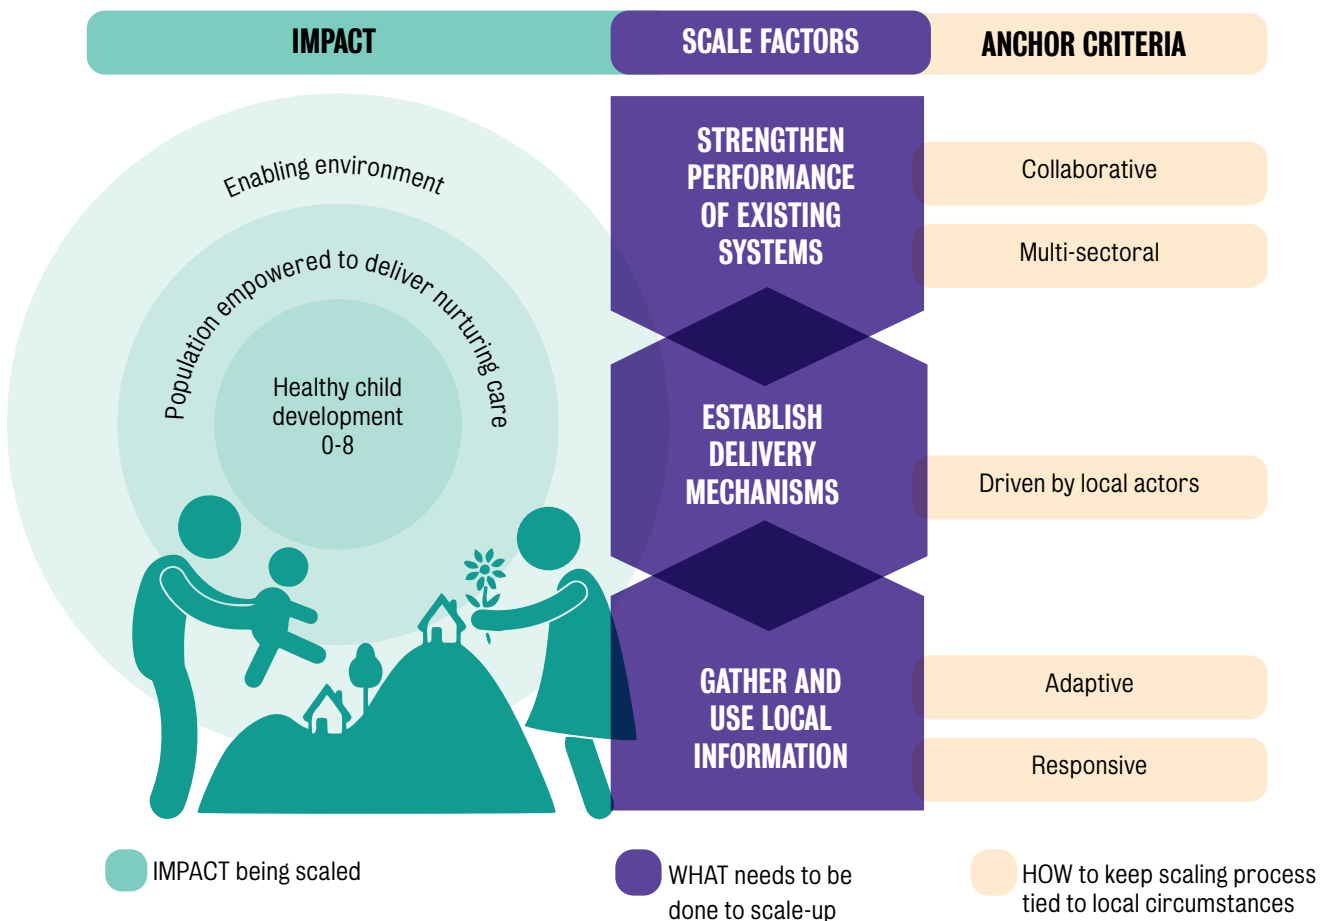 IMPACT
SCALE FACTORS
ANCHOR CRITERIA
Enabling environment
Population empowered to deliver nurturing care
Healthy child
development
0-8
STRENGTHEN
PERFORMANCE
OF EXISTING
SYSTEMS
Collaborative
Multi-sectoral
ESTABLISH
DELIVERY
MECHANISMS
Driven by local actors
GATHER AND
USE LOCAL
INFORMATION
Adaptive
Responsive
IMPACT being scaled
WHAT needs to be
done to scale-up
HOW to keep scaling process
tied to local circumstances